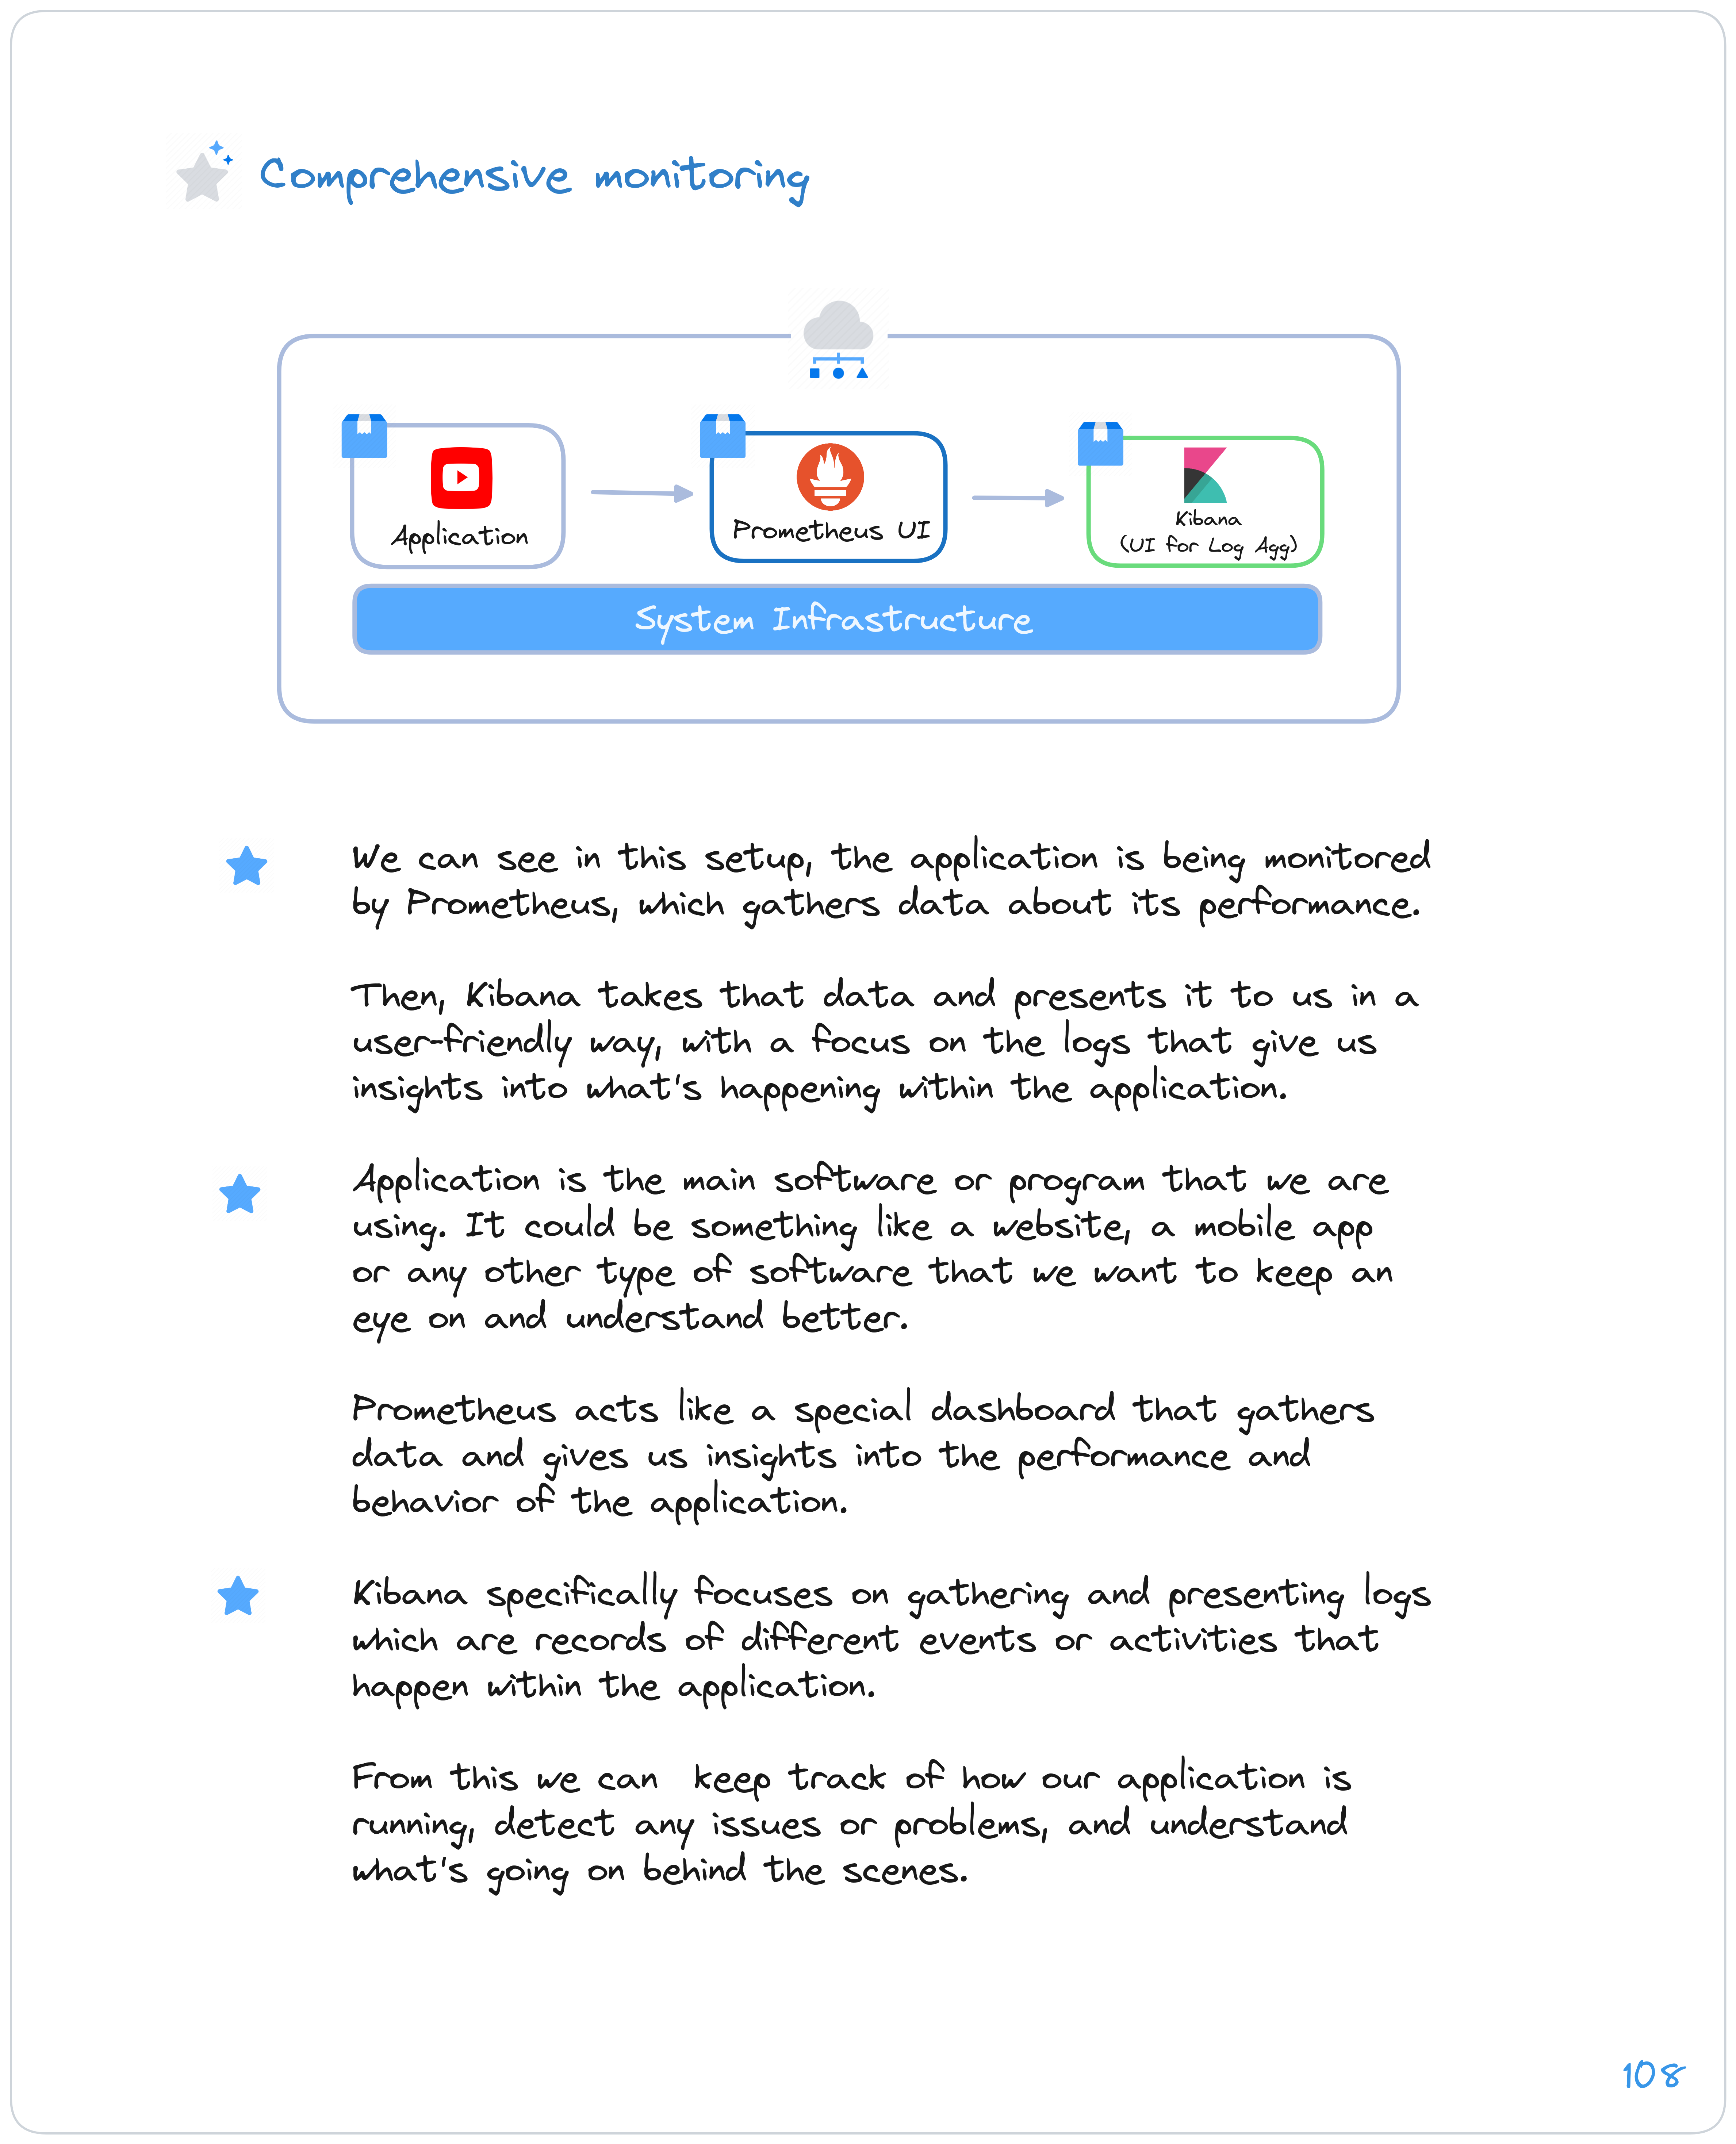 Comprehensive monitoring
Application
Prometheus UI
Kibana
(UI for Log Agg)
System Infrastructure
We can see in this setup, the application is being monitored
by Prometheus, which gathers data about its performance.
Then, Kibana takes that data and presents it to us in a
user-friendly way, with a focus on the logs that give us
insights into what's happening within the application.
Application is the main software or program that we are
using. It could be something like a website, a mobile app
or any other type of software that we want to keep an
eye on and understand better.
Prometheus acts like a special dashboard that gathers
data and gives us insights into the performance and
behavior of the application.
Kibana specifically focuses on gathering and presenting logs
which are records of different events or activities that
happen within the application.
From this we can keep track of how our application is
running, detect any issues or problems, and understand
what's going on behind the scenes.
108